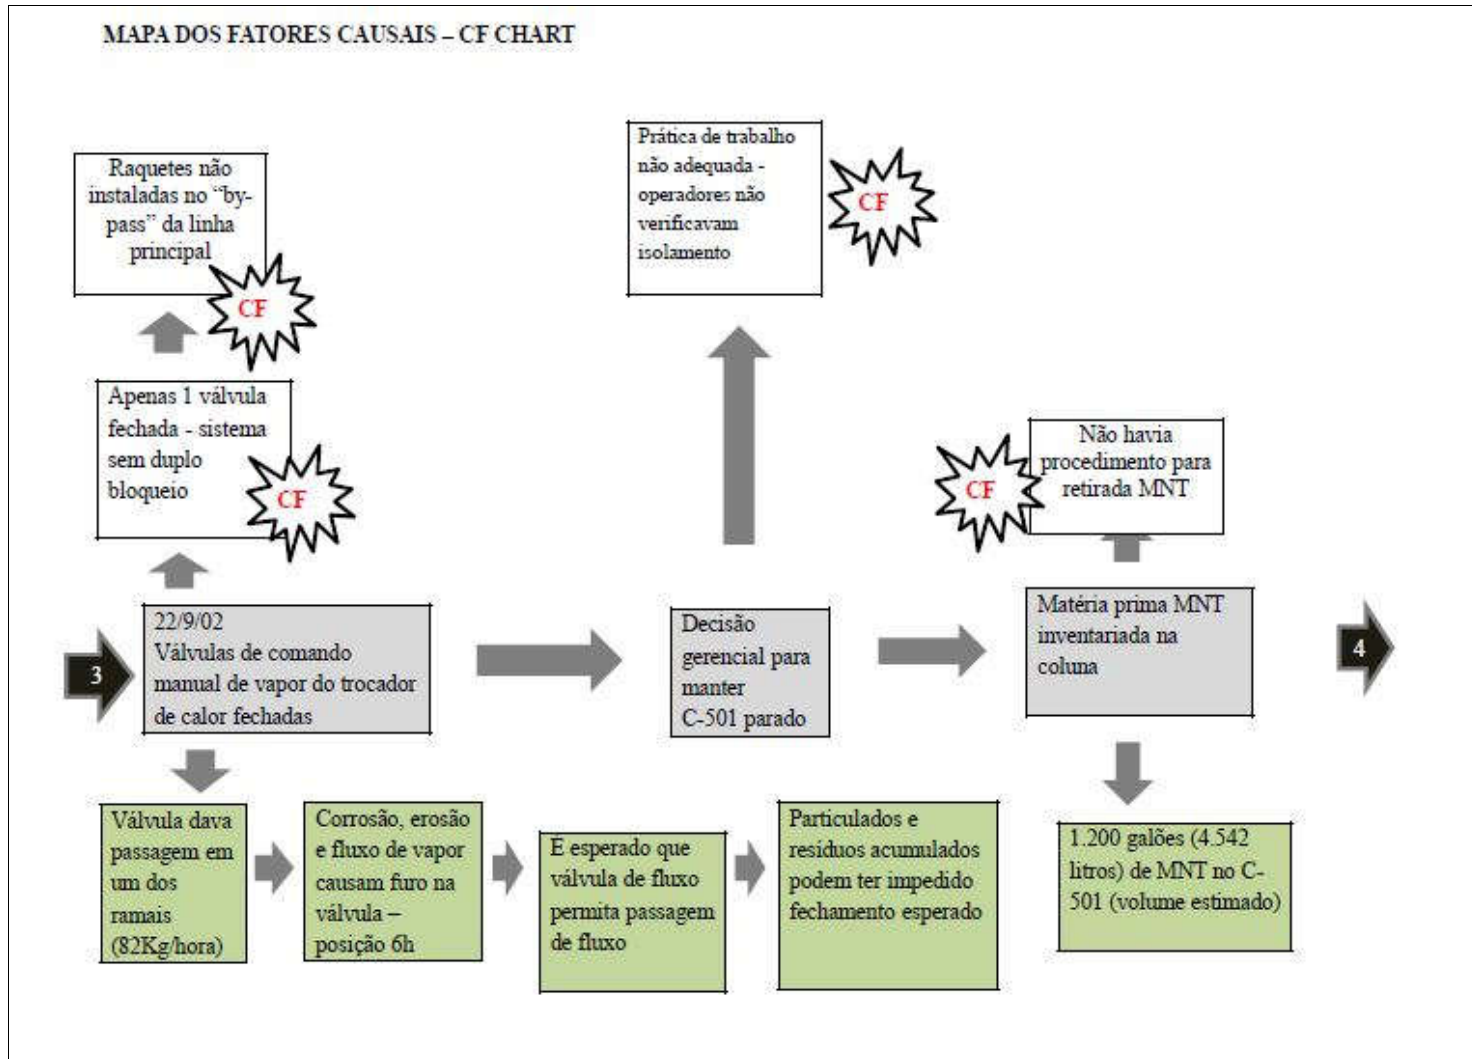 MAPA DOS FATORES CAUSAIS – CF CHART
Raquetes não
instaladas no “by-
pass” da linha
principal
CF
Prática de trabalho
não adequada -
operadores não
verificavam
isolamento
CF
Apenas 1 válvula
fechada - sistema
sem duplo
bloqueio
CF
Não havia
procedimento para
retirada MNT
CF
3
22/9/02
Válvulas de comando
manual de vapor do trocador
de calor fechadas
Decisão
gerencial para
manter
C-501 parado
Matéria prima MNT
inventariada na
coluna
4
Válvula dava
passagem em
um dos
ramais
(82Kg/hora)
Corrosão, erosão
e fluxo de vapor
causam furo na
válvula –
posição 6h
É esperado que
válvula de fluxo
permita passagem
de fluxo
Particulados e
resíduos acumulados
podem ter impedido
fechamento esperado
1.200 galões (4.542
litros) de MNT no C-
501 (volume estimado)